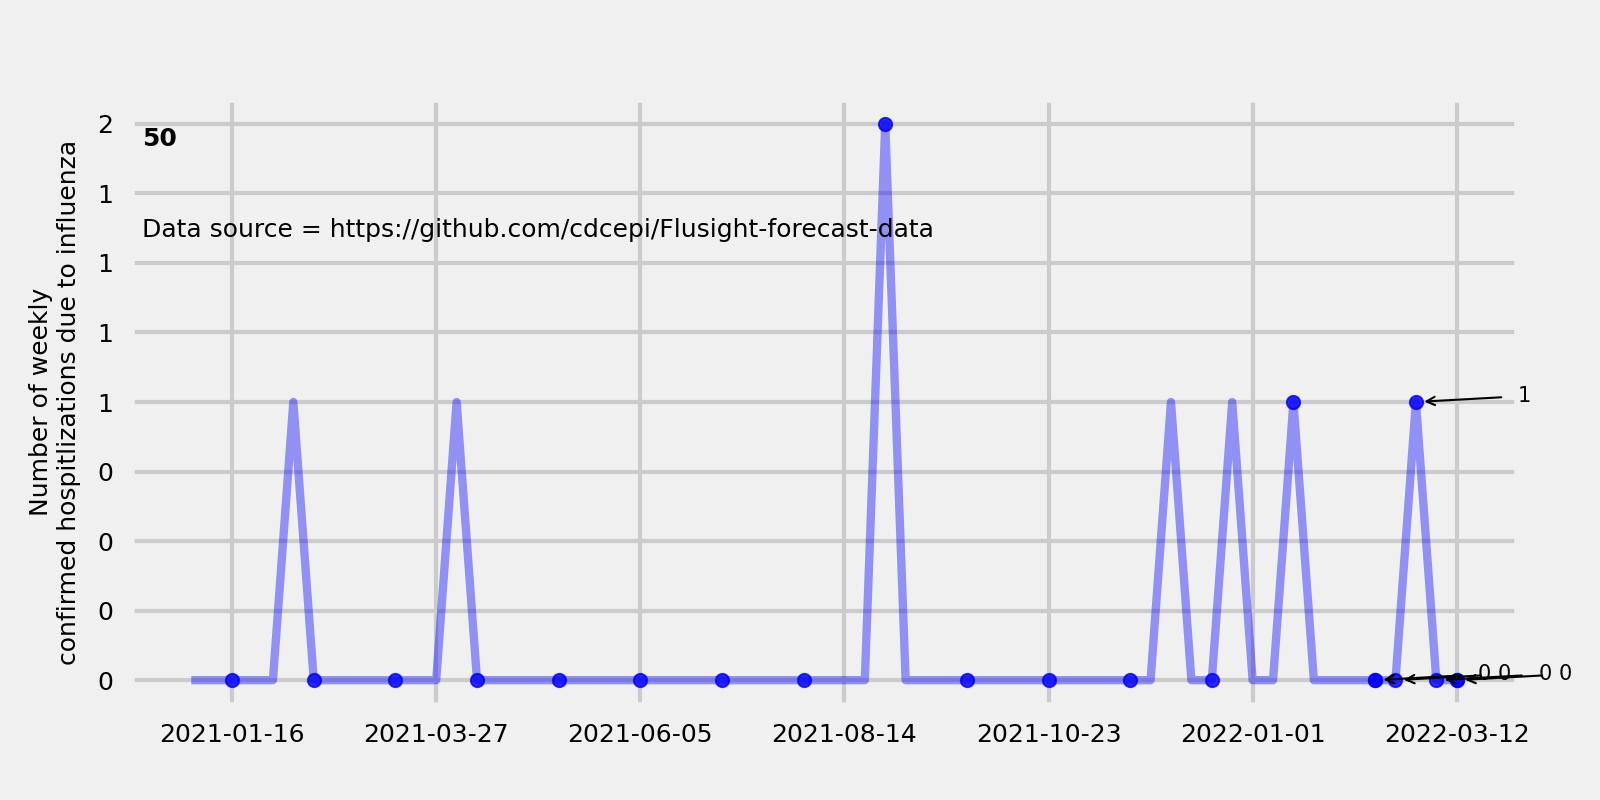 Number of weekly
confirmed hospitlizations due to influenza
2
1
1
1
1
0
0
0
0
50
Data source = https://github.com/cdcepi/Flusight-forecast-data
1
0 0 0 0
2021-01-16 2021-03-27 2021-06-05 2021-08-14 2021-10-23 2022-01-01 2022-03-12